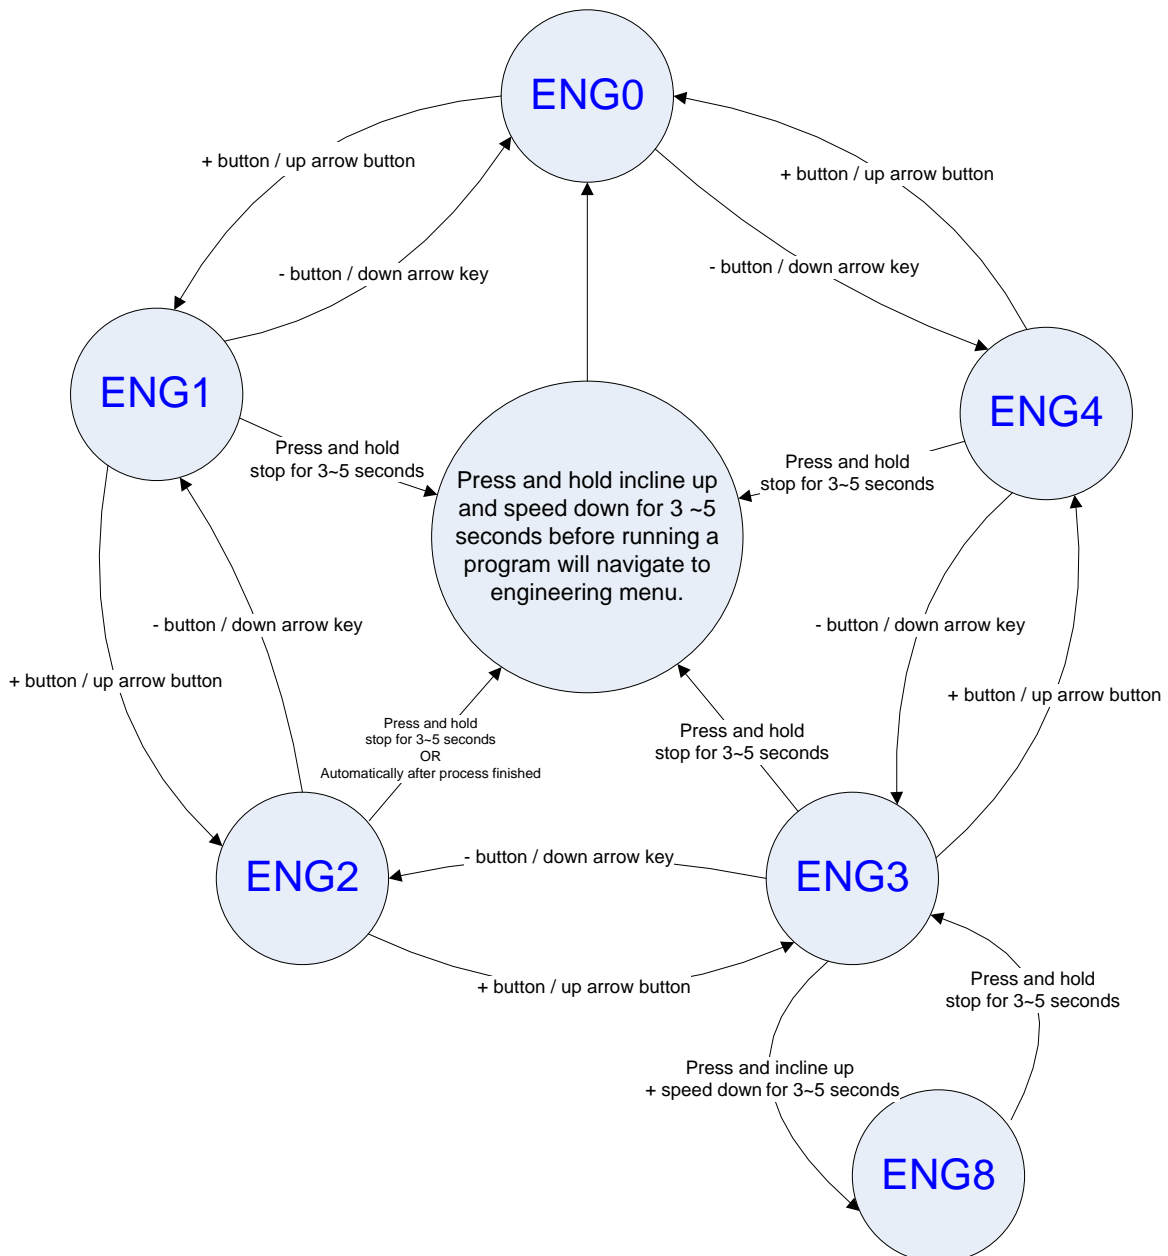 ENG0
+ button / up arrow button
+ button / up arrow button
- button / down arrow key
- button / down arrow key
ENG1
ENG4
Press and hold
stop for 3~5 seconds
Press and hold
stop for 3~5 seconds
Press and hold incline up
and speed down for 3 ~5
seconds before running a
program will navigate to
engineering menu.
- button / down arrow key
- button / down arrow key
+ button / up arrow button
+ button / up arrow button
Press and hold
stop for 3~5 seconds
OR
Automatically after process finished
Press and hold
stop for 3~5 seconds
ENG2
- button / down arrow key
ENG3
+ button / up arrow button
Press and hold
stop for 3~5 seconds
Press and incline up
+ speed down for 3~5 seconds
ENG8